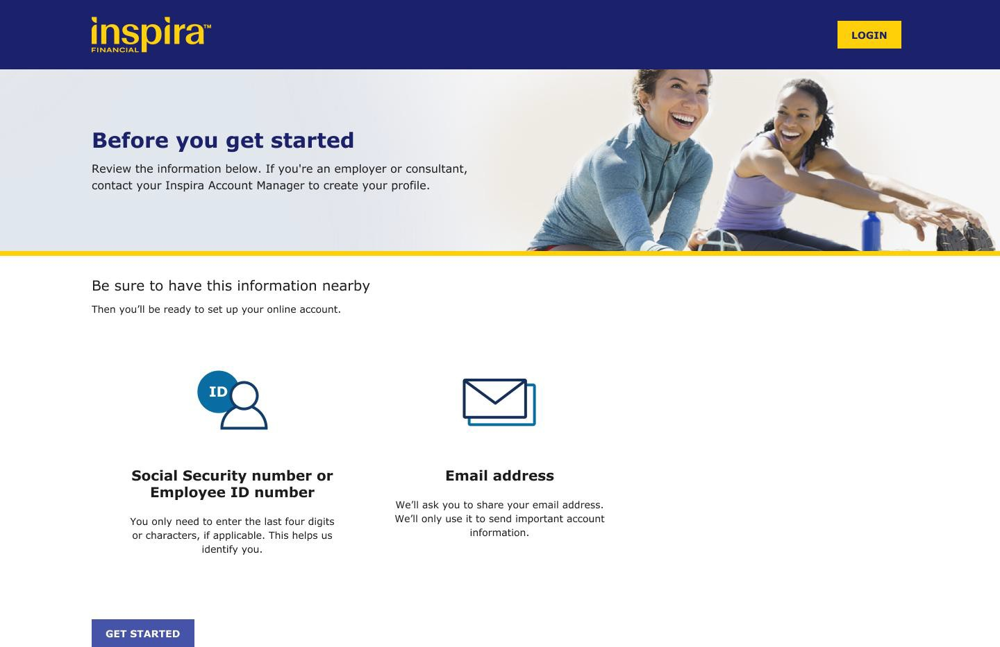 inspira™
FINANCIAL
LOGIN
Before you get started
Review the information below. If you're an employer or consultant,
contact your Inspira Account Manager to create your profile.
Be sure to have this information nearby
Then you’ll be ready to set up your online account.
ID
Social Security number or
Employee ID number
You only need to enter the last four digits
or characters, if applicable. This helps us
identify you.
Email address
We’ll ask you to share your email address.
We’ll only use it to send important account
information.
GET STARTED